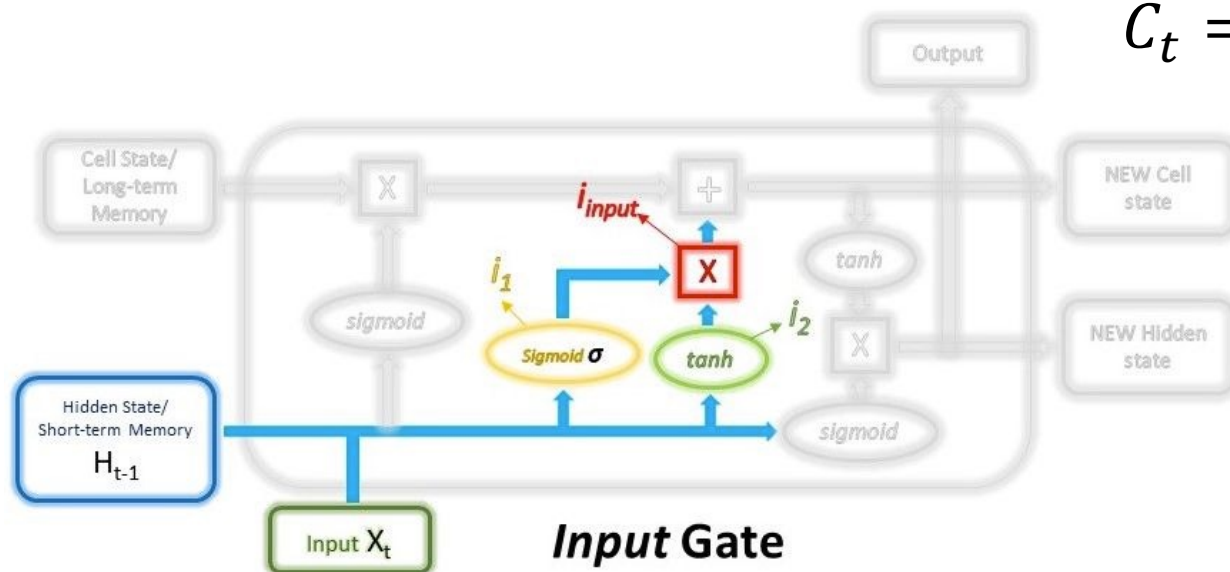 C_t =
Output
Cell State/
Long-term
Memory
X
+
NEW Cell
state
i_input
tanh
X
i_1
i_2
sigmoid
Sigmoid σ
tanh
X
NEW Hidden
state
Hidden State/
Short-term Memory
H_t-1
sigmoid
Input X_t
Input Gate